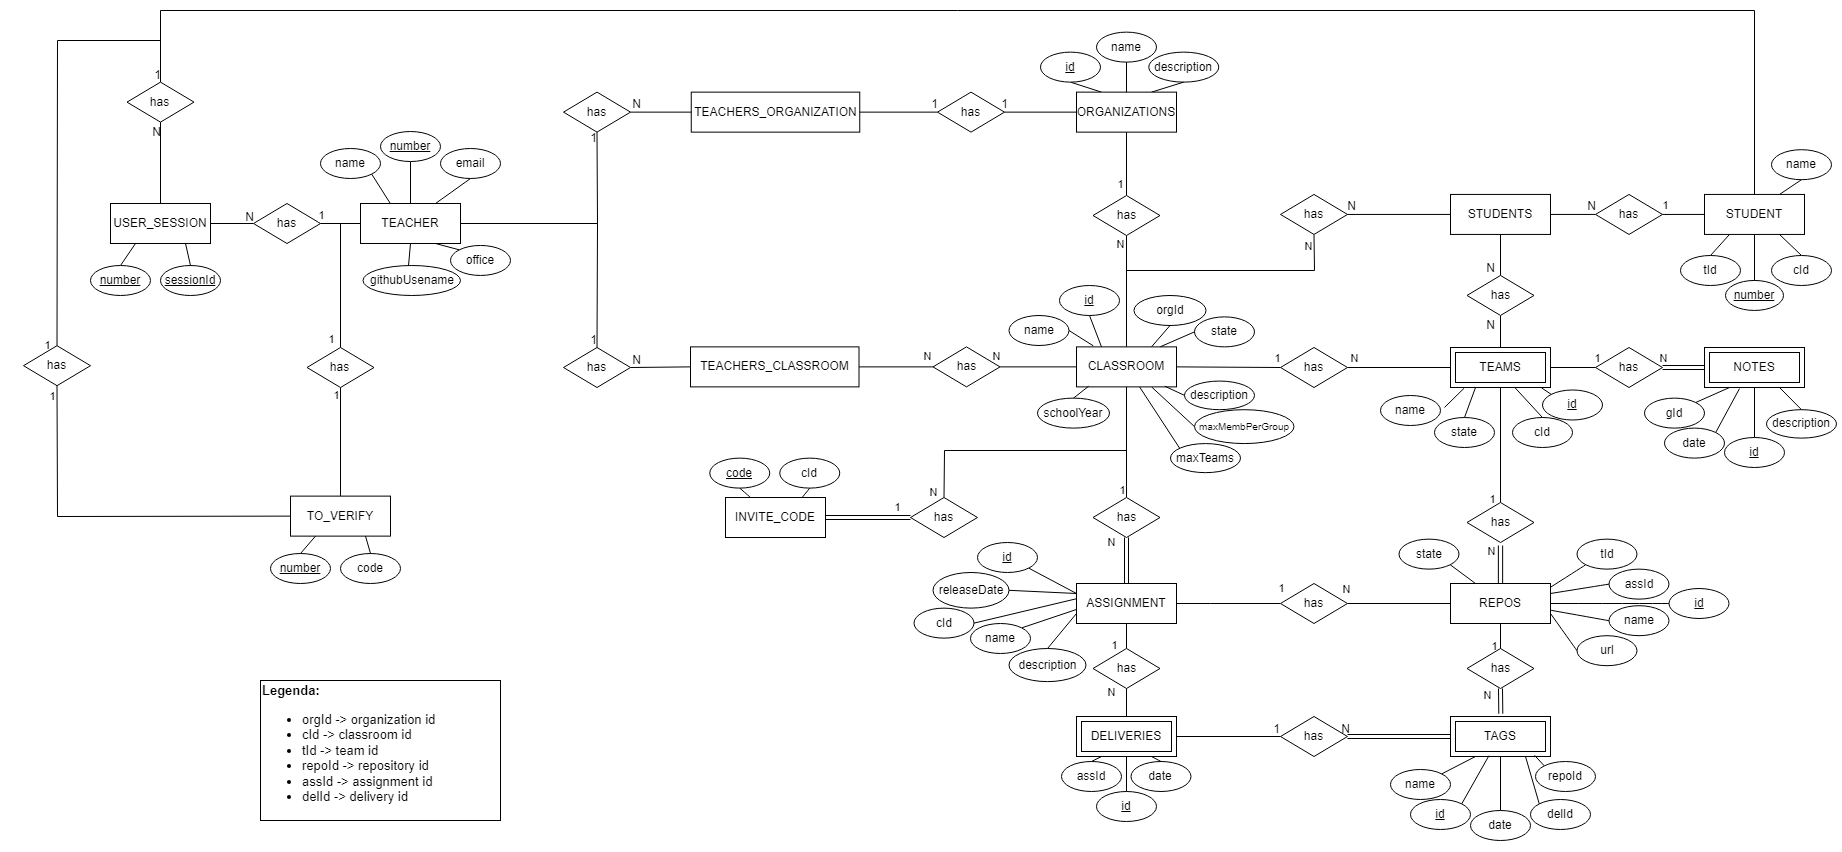 name
id
description
1
has
N
has
N
TEACHERS_ORGANIZATION
1
has
1
ORGANIZATIONS
1
number
name
email
name
1
has
N
has
N
STUDENTS
N
has
1
STUDENT
USER_SESSION
N
has
1
TEACHER
has
N
N
number
sessionId
githubUsename
office
N
has
N
tId
cId
number
id
orgId
name
state
1
has
1
1
has
1
1
has
N
TEACHERS_CLASSROOM
N
has
N
CLASSROOM
1
has
N
TEAMS
1
has
N
NOTES
schoolYear
description
maxMembPerGroup
maxTeams
name
state
cId
id
gId
date
id
description
code
cId
INVITE_CODE
1
N
has
1
has
N
1
has
N
TO_VERIFY
number
code
id
releaseDate
cId
name
description
ASSIGNMENT
1
has
N
REPOS
state
tId
assId
id
name
url
1
has
N
1
has
N
DELIVERIES
1
has
N
TAGS
assId
date
id
name
id
date
delId
repoId
Legenda:
• orgId -> organization id
• cId -> classroom id
• tId -> team id
• repoId -> repository id
• assId -> assignment id
• delId -> delivery id